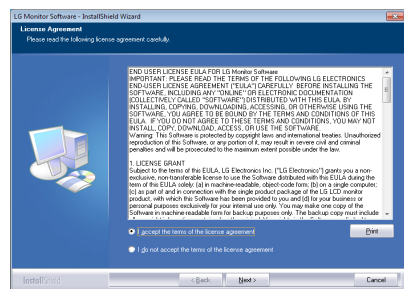 LG Monitor Software - InstallShield Wizard
License Agreement
Please read the following license agreement carefully.
END USER LICENSE EULA FOR LG Monitor Software
IMPORTANT: PLEASE READ THE TERMS OF THE FOLLOWING LG ELECTRONICS
END-USER LICENSE AGREEMENT ("EULA") CAREFULLY BEFORE INSTALLING THE
SOFTWARE, INCLUDING ANY "ONLINE" OR ELECTRONIC DOCUMENTATION
(COLLECTIVELY CALLED "SOFTWARE") DISTRIBUTED WITH THIS EULA. BY
INSTALLING, COPYING, DOWNLOADING, ACCESSING, OR OTHERWISE USING THE
SOFTWARE, YOU AGREE TO BE BOUND BY THE TERMS AND CONDITIONS OF THIS
EULA. IF YOU DO NOT AGREE TO THESE TERMS AND CONDITIONS, YOU MAY NOT
INSTALL, COPY, DOWNLOAD, ACCESS, OR USE THE SOFTWARE.
Warning: This Software is protected by copyright laws and international treaties. Unauthorized
reproduction of this Software, or any portion of it, may result in severe civil and criminal
penalties and will be prosecuted to the maximum extent possible under the law.
1. LICENSE GRANT
Subject to the terms of this EULA, LG Electronics Inc. ("LG Electronics") grants you a non-
exclusive, non-transferable license to use the Software distributed with this EULA during the
term of this EULA solely: (a) in machine-readable, object-code form; (b) on a single computer;
(c) as part of and in connection with the single product package of the LG LCD monitor
product, with which this Software has been provided to you and (d) for your business or
personal purposes exclusively for your internal use only. You may make one copy of the
Software in machine readable form for backup purposes only. The backup copy must include
I accept the terms of the license agreement
Print
I do not accept the terms of the license agreement
InstallShield
< Back
Next >
Cancel